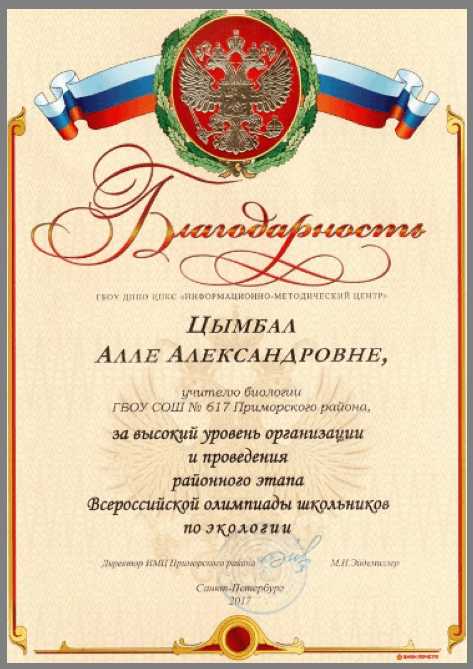 Благодарность
ГБОУ ДППО ЦПКС «ИНФОРМАЦИОННО-МЕТОДИЧЕСКИЙ ЦЕНТР»
ЦЫМБАЛ
АЛЛЕ АЛЕКСАНДРОВНЕ,
учителю биологии
ГБОУ СОШ № 617 Приморского района,
за высокий уровень организации
и проведения
районного этапа
Всероссийской олимпиады школьников
по экологии
Директор ИМЦ Приморского района М.И.Эйдемиллер
Санкт-Петербург
2017